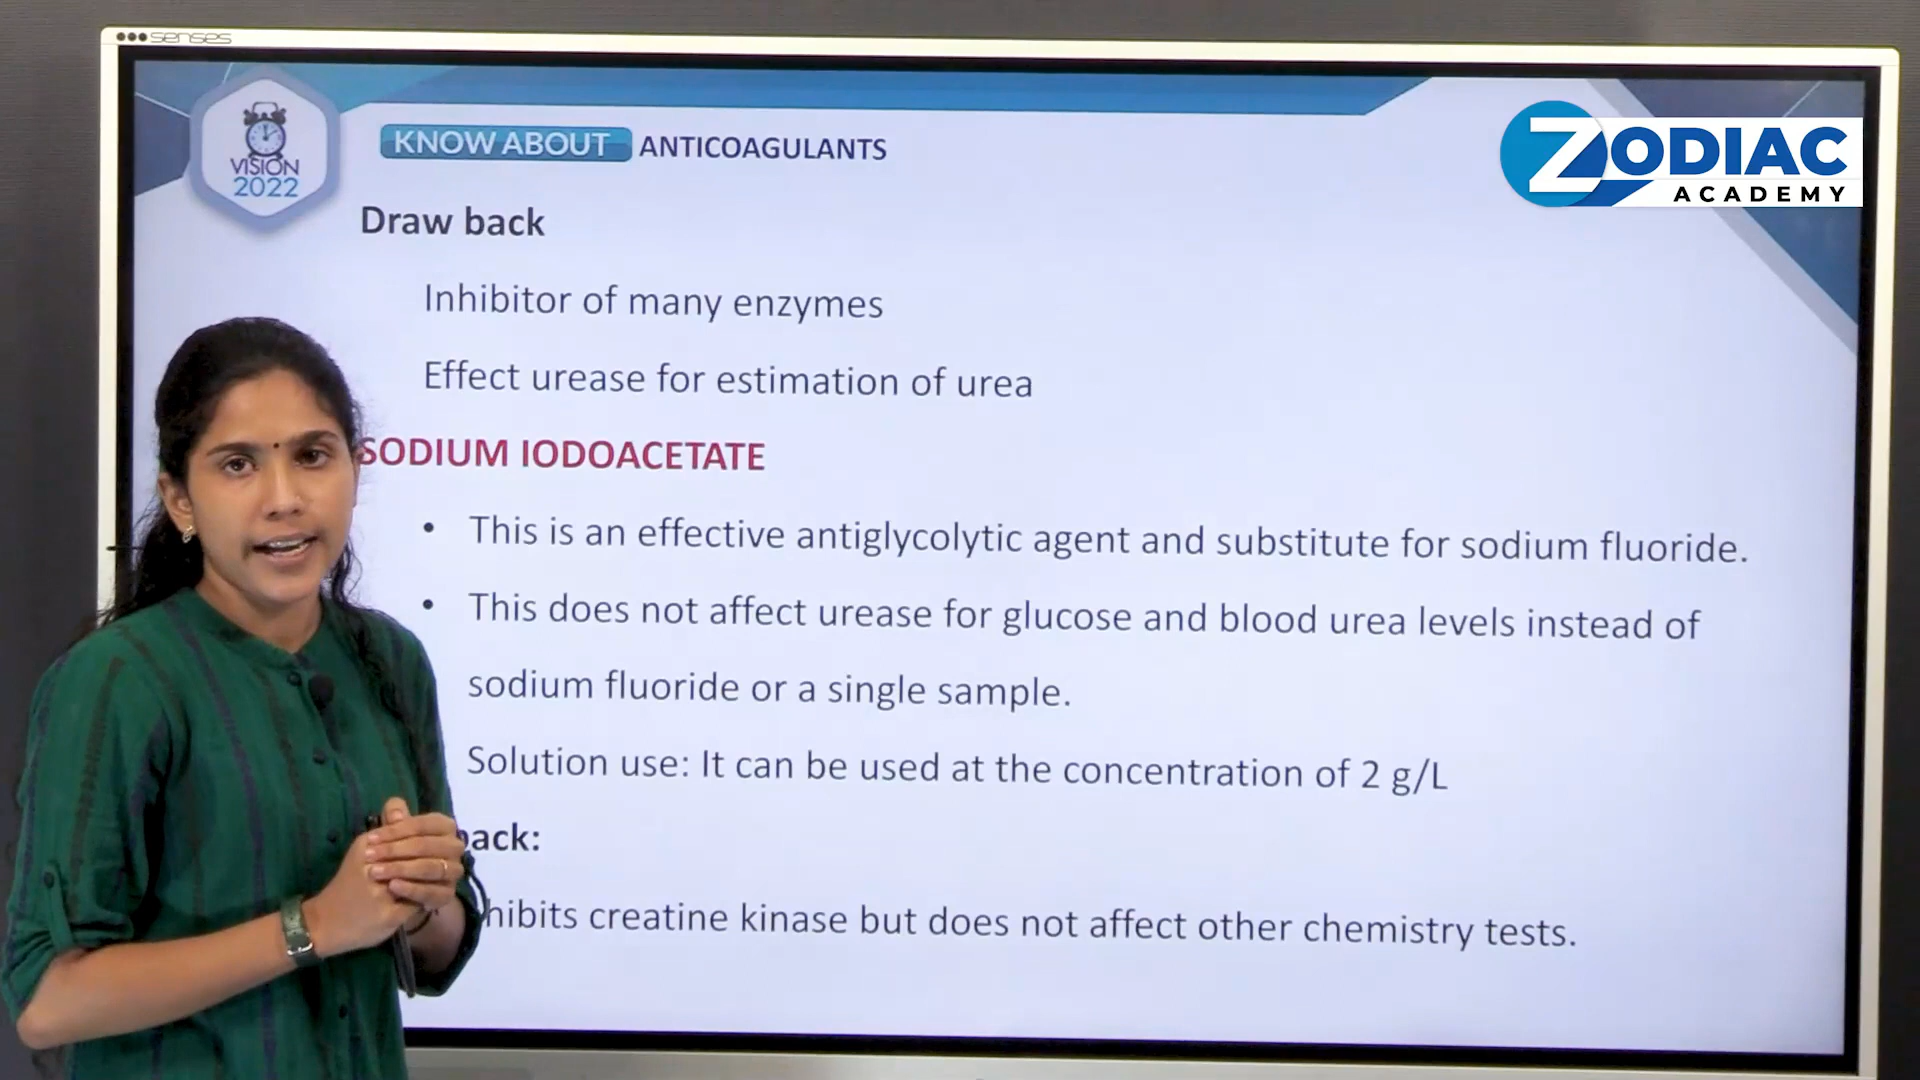 senses
VISION
2022
KNOW ABOUT ANTICOAGULANTS
ZODIAC
ACADEMY
Draw back
Inhibitor of many enzymes
Effect urease for estimation of urea
SODIUM IODOACETATE
• This is an effective antiglycolytic agent and substitute for sodium fluoride.
• This does not affect urease for glucose and blood urea levels instead of
sodium fluoride or a single sample.
Solution use: It can be used at the concentration of 2 g/L
back:
hibits creatine kinase but does not affect other chemistry tests.